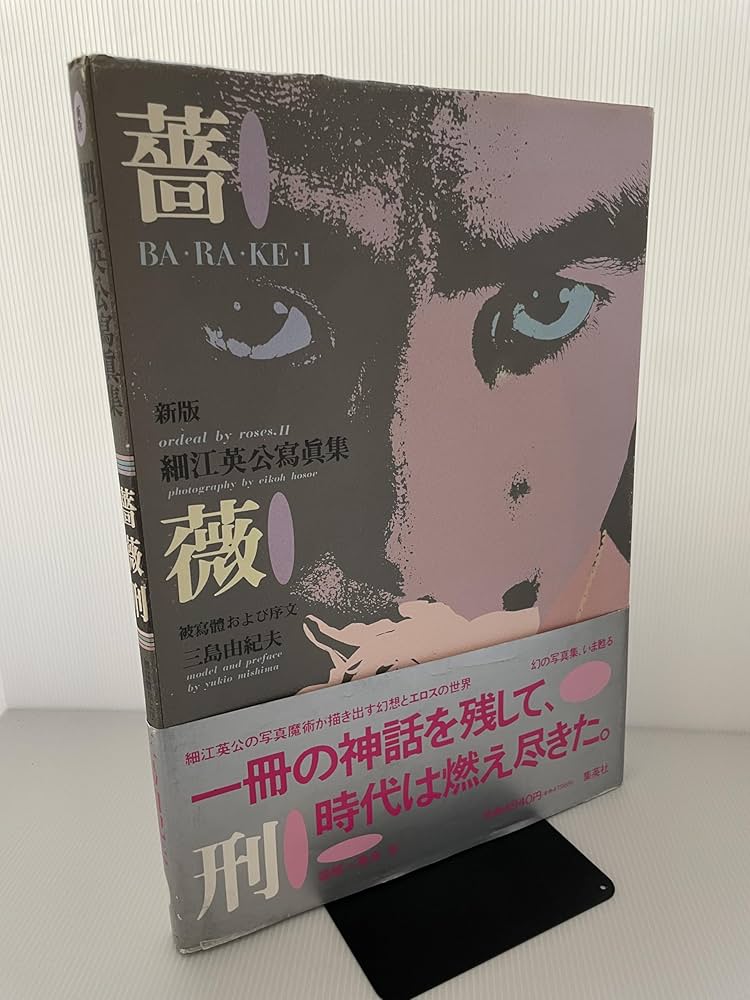 細江英公寫眞集
薔薇刑
薔
BA·RA·KE·I
新版
ordeal by roses.II
細江英公寫眞集
photography by eikoh hosoe
薇
被寫體および序文
三島由紀夫
model and preface
by yukio mishima
幻の写真集、いま甦る
細江英公の写真魔術が描き出す幻想とエロスの世界
一冊の神話を残して、
時代は燃え尽きた。
集英社
刑